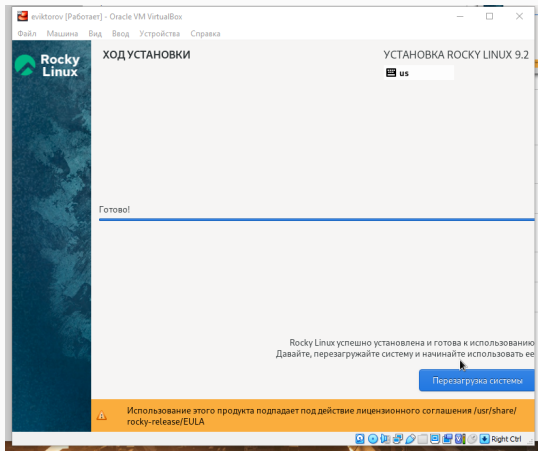 eviktorov [Работает] - Oracle VM VirtualBox
Файл Машина Вид Ввод Устройства Справка
Rocky
Linux
ХОД УСТАНОВКИ
УСТАНОВКА ROCKY LINUX 9.2
us
Готово!
Rocky Linux успешно установлена и готова к использованию
Давайте, перезагружайте систему и начинайте использовать ее
Перезагрузка системы
Использование этого продукта подпадает под действие лицензионного соглашения /usr/share/
rocky-release/EULA
Right Ctrl